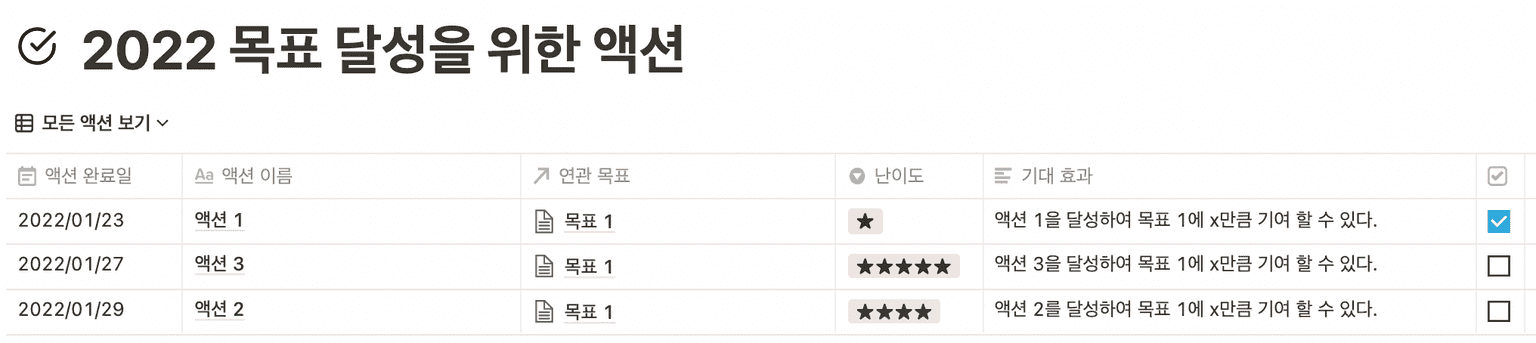 2022 목표 달성을 위한 액션
모든 액션 보기
액션 완료일 Aa 액션 이름 연관 목표 난이도 기대 효과
2022/01/23 액션 1 목표 1 ★ 액션 1을 달성하여 목표 1에 x만큼 기여 할 수 있다.
2022/01/27 액션 3 목표 1 ★★★★★ 액션 3을 달성하여 목표 1에 x만큼 기여 할 수 있다.
2022/01/29 액션 2 목표 1 ★★★★ 액션 2를 달성하여 목표 1에 x만큼 기여 할 수 있다.